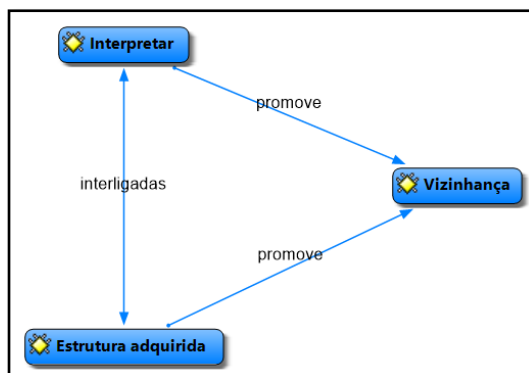 Interpretar
promove
interligadas
Vizinhança
promove
Estrutura adquirida